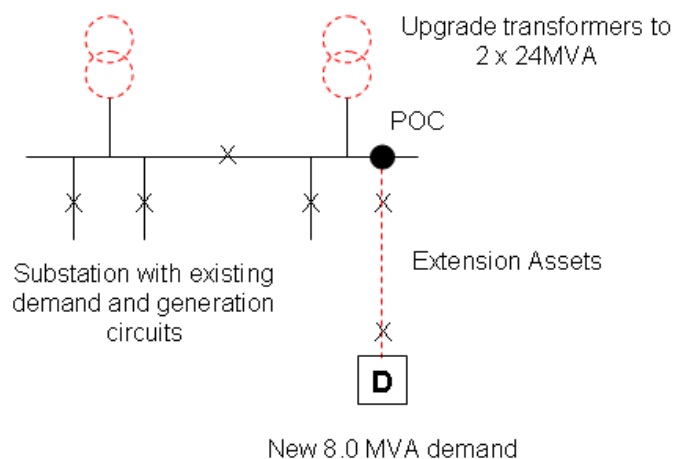 Upgrade transformers to
2 x 24MVA
POC
Extension Assets
Substation with existing
demand and generation
circuits
D
New 8.0 MVA demand